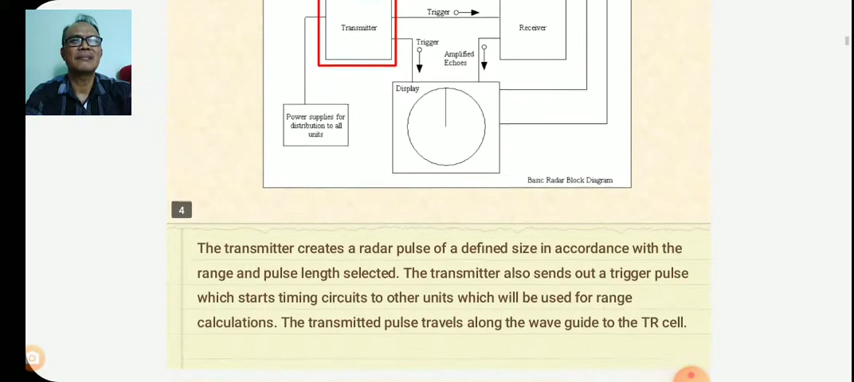 Trigger
Transmitter
Receiver
Trigger
Amplified
Echoes
Display
Power supplies for
distribution to all
units
Basic Radar Block Diagram
4
The transmitter creates a radar pulse of a defined size in accordance with the
range and pulse length selected. The transmitter also sends out a trigger pulse
which starts timing circuits to other units which will be used for range
calculations. The transmitted pulse travels along the wave guide to the TR cell.